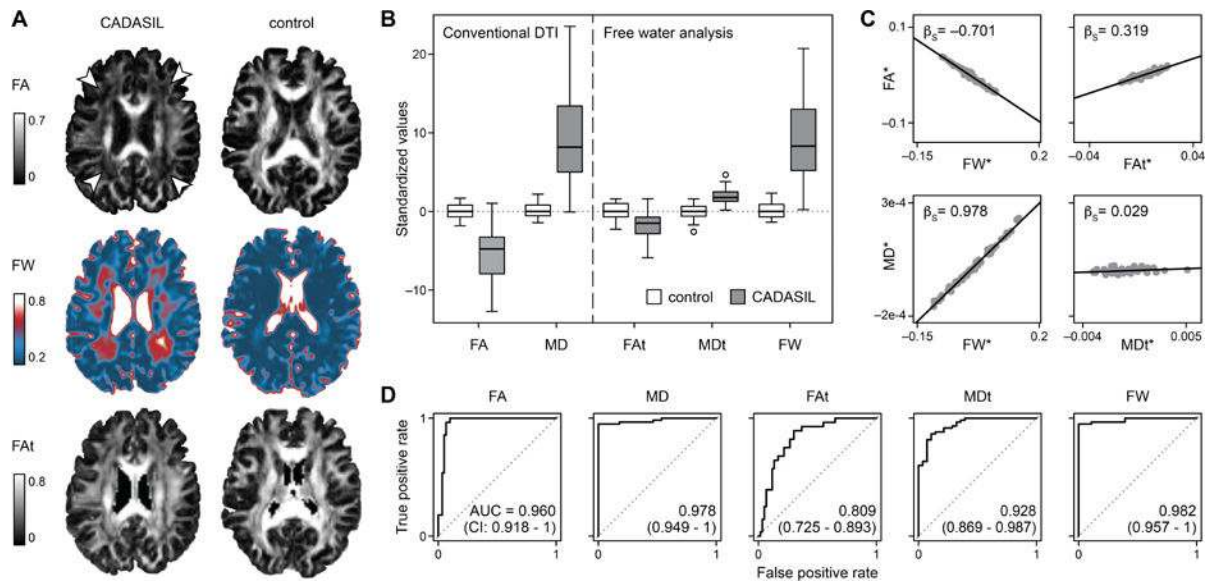 A
CADASIL
control
FA
0.7
0
FW
0.8
0.2
FAt
0.8
0
B
Conventional DTI
Free water analysis
Standardized values
20
10
0
−10
control
CADASIL
FA
MD
FAt
MDt
FW
C
βs= −0.701
FA*
0.1
−0.1
−0.15
0.2
FW*
βs= 0.319
−0.04
0.04
FAt*
βs= 0.978
MD*
3e-4
−2e-4
−0.15
0.2
FW*
βs= 0.029
−0.004
0.005
MDt*
D
True positive rate
False positive rate
FA
1
0
AUC = 0.960
(CI: 0.918 - 1)
0
1
MD
0.978
(0.949 - 1)
0
1
FAt
0.809
(0.725 - 0.893)
0
1
MDt
0.928
(0.869 - 0.987)
0
1
FW
0.982
(0.957 - 1)
0
1